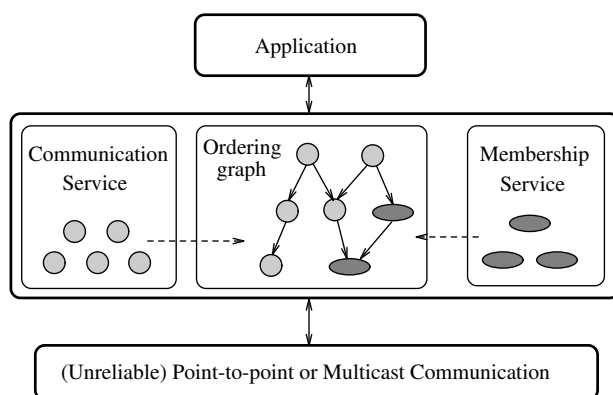 Application
Communication
Service
Ordering
graph
Membership
Service
(Unreliable) Point-to-point or Multicast Communication